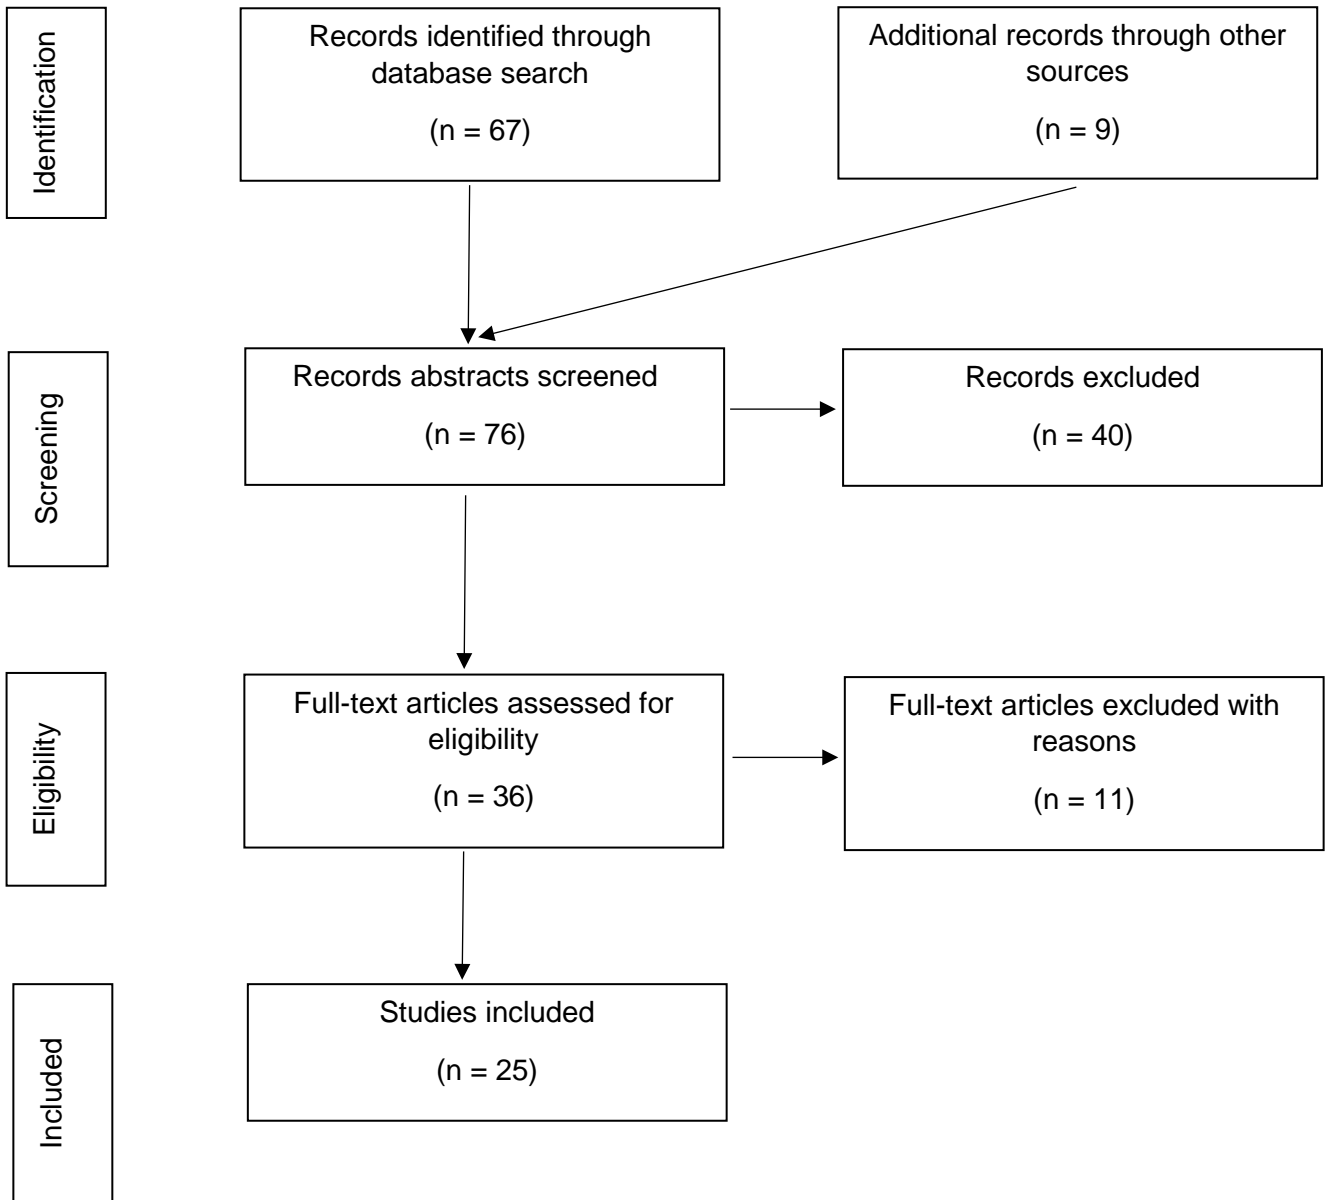 Identification
Records identified through
database search
(n = 67)
Additional records through other
sources
(n = 9)
Screening
Records abstracts screened
(n = 76)
Records excluded
(n = 40)
Eligibility
Full-text articles assessed for
eligibility
(n = 36)
Full-text articles excluded with
reasons
(n = 11)
Included
Studies included
(n = 25)